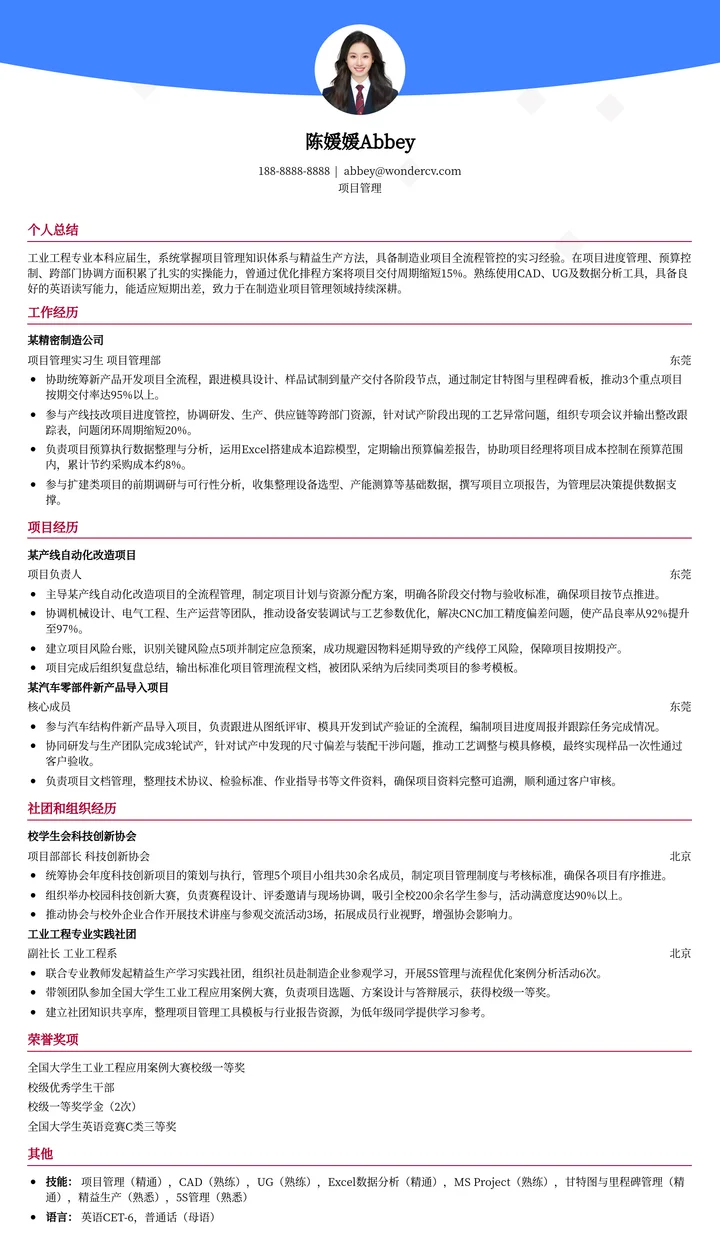 陈媛媛Abbey
188-8888-8888 | abbey@wondercv.com
项目管理
个人总结
工业工程专业本科应届生，系统掌握项目管理知识体系与精益生产方法，具备制造业项目全流程管控的实习经验。在项目进度管理、预算控
制、跨部门协调方面积累了扎实的实操能力，曾通过优化排程方案将项目交付周期缩短15%。熟练使用CAD、UG及数据分析工具，具备良
好的英语读写能力，能适应短期出差，致力于在制造业项目管理领域持续深耕。
工作经历
某精密制造公司
项目管理实习生 项目管理部 东莞
• 协助统筹新产品开发项目全流程，跟进模具设计、样品试制到量产交付各阶段节点，通过制定甘特图与里程碑看板，推动3个重点项目
按期交付率达95%以上。
• 参与产线技改项目进度管控，协调研发、生产、供应链等跨部门资源，针对试产阶段出现的工艺异常问题，组织专项会议并输出整改跟
踪表，问题闭环周期缩短20%。
• 负责项目预算执行数据整理与分析，运用Excel搭建成本追踪模型，定期输出预算偏差报告，协助项目经理将项目成本控制在预算范围
内，累计节约采购成本约8%。
• 参与扩建类项目的前期调研与可行性分析，收集整理设备选型、产能测算等基础数据，撰写项目立项报告，为管理层决策提供数据支
撑。
项目经历
某产线自动化改造项目
项目负责人 东莞
• 主导某产线自动化改造项目的全流程管理，制定项目计划与资源分配方案，明确各阶段交付物与验收标准，确保项目按节点推进。
• 协调机械设计、电气工程、生产运营等团队，推动设备安装调试与工艺参数优化，解决CNC加工精度偏差问题，使产品良率从92%提升
至97%。
• 建立项目风险台账，识别关键风险点5项并制定应急预案，成功规避因物料延期导致的产线停工风险，保障项目按期投产。
• 项目完成后组织复盘总结，输出标准化项目管理流程文档，被团队采纳为后续同类项目的参考模板。
某汽车零部件新产品导入项目
核心成员 东莞
• 参与汽车结构件新产品导入项目，负责跟进从图纸评审、模具开发到试产验证的全流程，编制项目进度周报并跟踪任务完成情况。
• 协同研发与生产团队完成3轮试产，针对试产中发现的尺寸偏差与装配干涉问题，推动工艺调整与模具修模，最终实现样品一次性通过
客户验收。
• 负责项目文档管理，整理技术协议、检验标准、作业指导书等文件资料，确保项目资料完整可追溯，顺利通过客户审核。
社团和组织经历
校学生会科技创新协会
项目部部长 科技创新协会 北京
• 统筹协会年度科技创新项目的策划与执行，管理5个项目小组共30余名成员，制定项目管理制度与考核标准，确保各项目有序推进。
• 组织举办校园科技创新大赛，负责赛程设计、评委邀请与现场协调，吸引全校200余名学生参与，活动满意度达90%以上。
• 推动协会与校外企业合作开展技术讲座与参观交流活动3场，拓展成员行业视野，增强协会影响力。
工业工程专业实践社团
副社长 工业工程系 北京
• 联合专业教师发起精益生产学习实践社团，组织社员赴制造企业参观学习，开展5S管理与流程优化案例分析活动6次。
• 带领团队参加全国大学生工业工程应用案例大赛，负责项目选题、方案设计与答辩展示，获得校级一等奖。
• 建立社团知识共享库，整理项目管理工具模板与行业报告资源，为低年级同学提供学习参考。
荣誉奖项
全国大学生工业工程应用案例大赛校级一等奖
校级优秀学生干部
校级一等奖学金（2次）
全国大学生英语竞赛C类三等奖
其他
• 技能： 项目管理（精通），CAD（熟练），UG（熟练），Excel数据分析（精通），MS Project（熟练），甘特图与里程碑管理（精
通），精益生产（熟悉），5S管理（熟悉）
• 语言： 英语CET-6，普通话（母语）